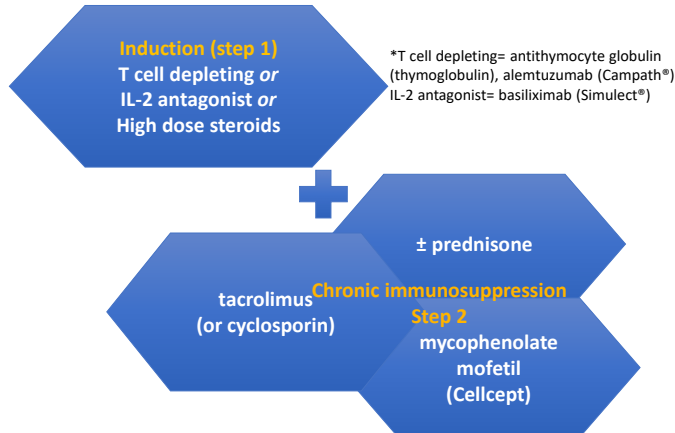 Induction (step 1)
T cell depleting or
IL-2 antagonist or
High dose steroids
*T cell depleting= antithymocyte globulin
(thymoglobulin), alemtuzumab (Campath®)
IL-2 antagonist= basiliximab (Simulect®)
± prednisone
Chronic immunosuppression
Step 2
tacrolimus
(or cyclosporin)
mycophenolate
mofetil
(Cellcept)